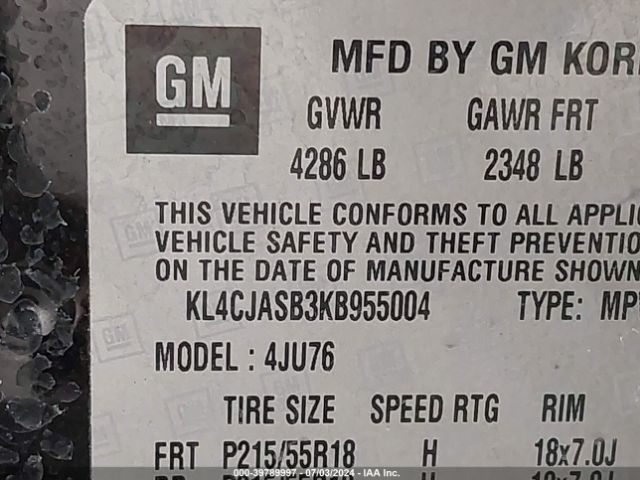 GM
MFD BY GM KOR
GVWR GAWR FRT
4286 LB 2348 LB
THIS VEHICLE CONFORMS TO ALL APPLI
VEHICLE SAFETY AND THEFT PREVENTIO
ON THE DATE OF MANUFACTURE SHOWN
KL4CJASB3KB955004 TYPE: MP
MODEL : 4JU76
TIRE SIZE SPEED RTG RIM
FRT P215/55R18 H 18x7.0J
000-39789997 - 07/03/2024 - IAA Inc.